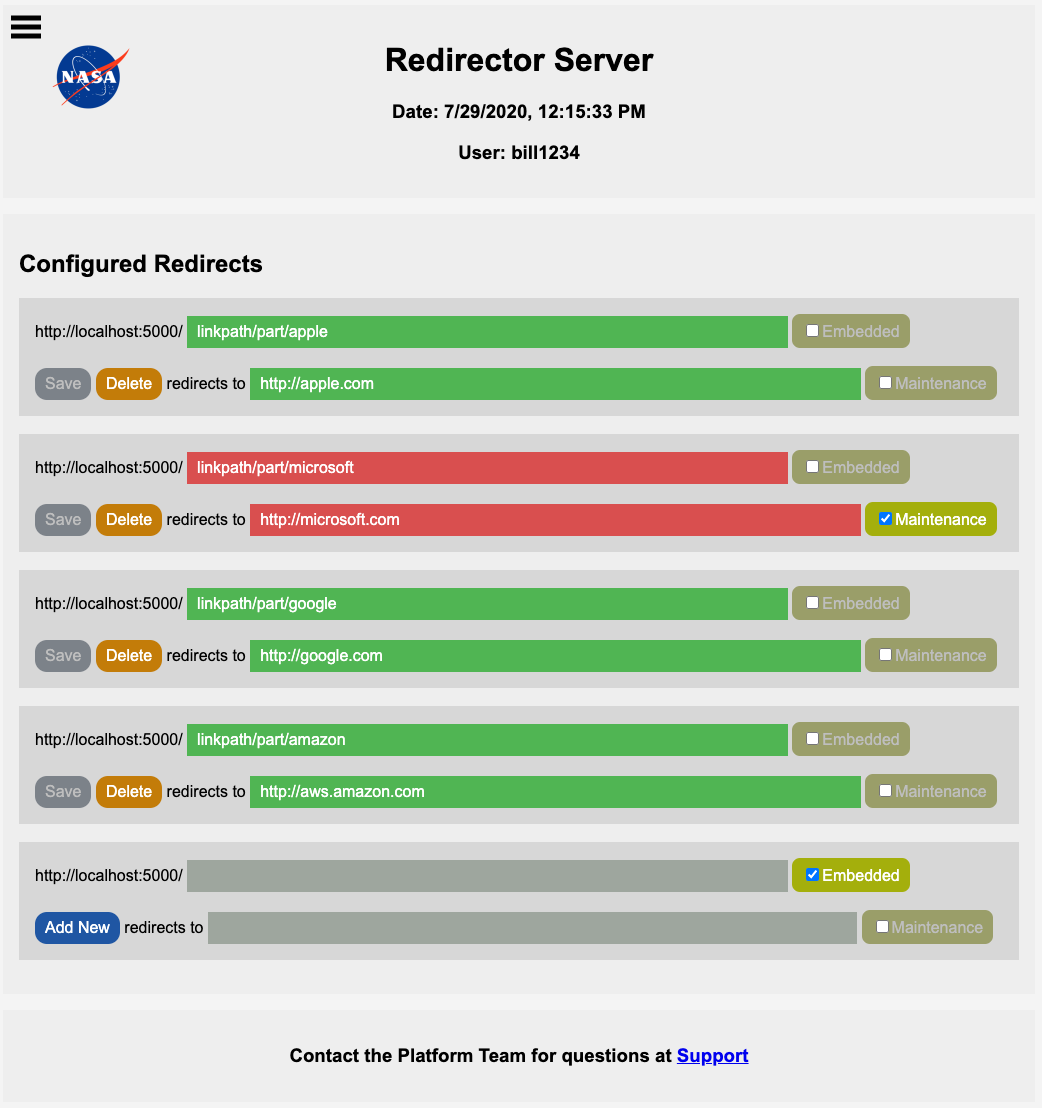 NASA
Redirector Server
Date: 7/29/2020, 12:15:33 PM
User: bill1234
Configured Redirects
http://localhost:5000/ linkpath/part/apple Embedded
Save Delete redirects to http://apple.com Maintenance
http://localhost:5000/ linkpath/part/microsoft Embedded
Save Delete redirects to http://microsoft.com Maintenance
http://localhost:5000/ linkpath/part/google Embedded
Save Delete redirects to http://google.com Maintenance
http://localhost:5000/ linkpath/part/amazon Embedded
Save Delete redirects to http://aws.amazon.com Maintenance
http://localhost:5000/ Embedded
Add New redirects to Maintenance
Contact the Platform Team for questions at Support